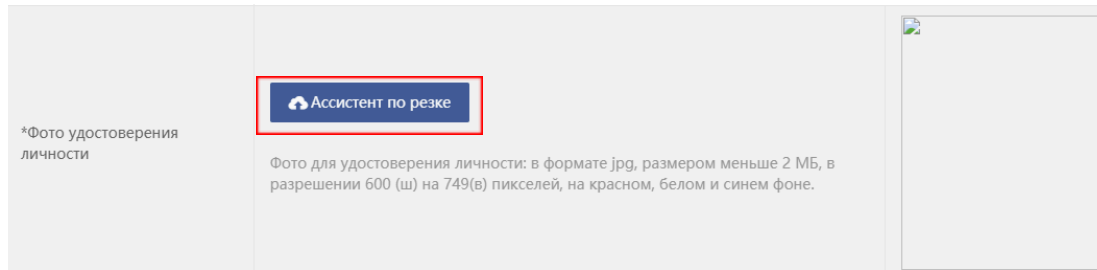 Ассистент по резке
*Фото удостоверения
личности
Фото для удостоверения личности: в формате jpg, размером меньше 2 МБ, в
разрешении 600 (ш) на 749(в) пикселей, на красном, белом и синем фоне.